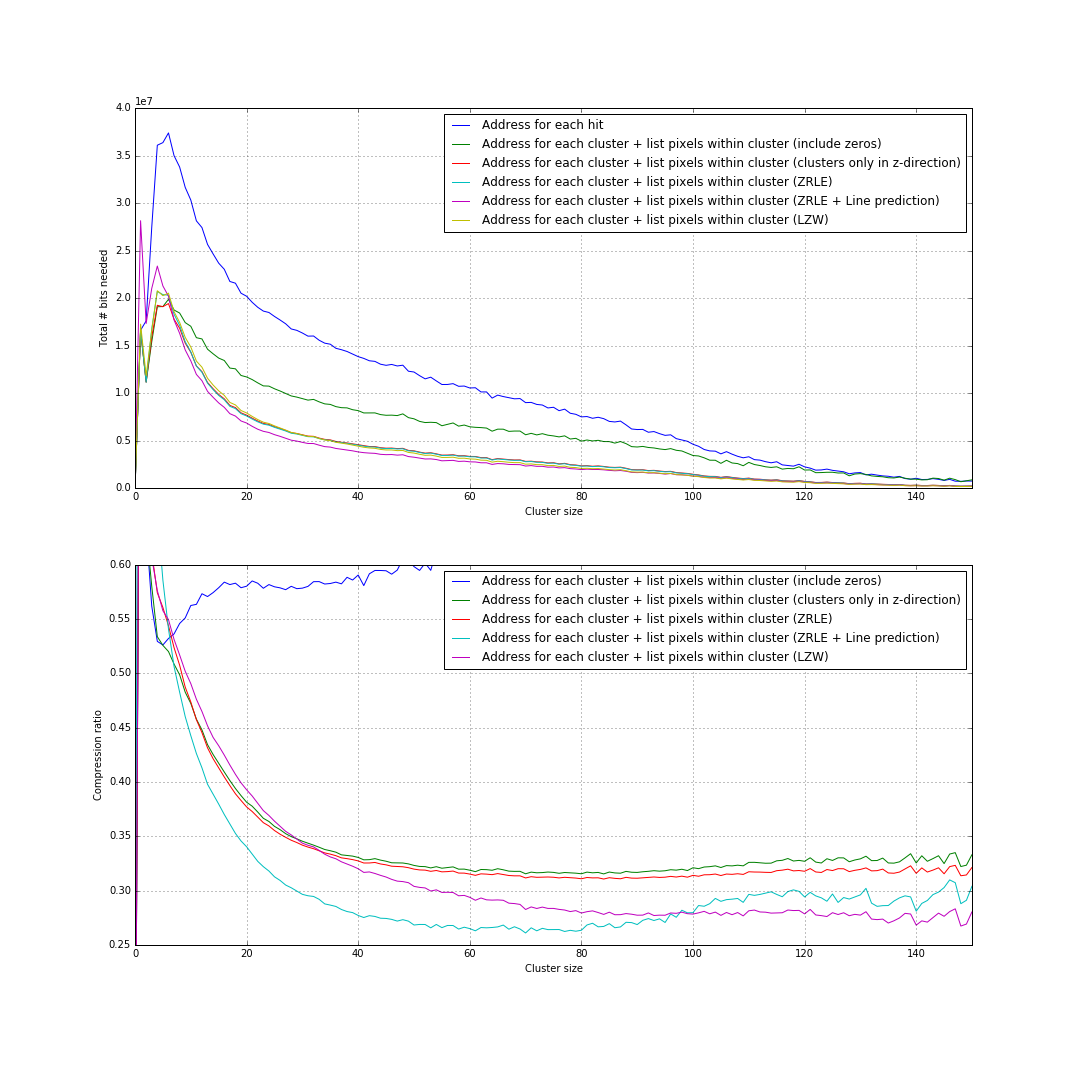 1e7
4.0
3.5
3.0
2.5
2.0
1.5
1.0
0.5
0.0
Total # bits needed
Address for each hit
Address for each cluster + list pixels within cluster (include zeros)
Address for each cluster + list pixels within cluster (clusters only in z-direction)
Address for each cluster + list pixels within cluster (ZRLE)
Address for each cluster + list pixels within cluster (ZRLE + Line prediction)
Address for each cluster + list pixels within cluster (LZW)
0 20 40 60 80 100 120 140
Cluster size
0.60
0.55
0.50
0.45
0.40
0.35
0.30
0.25
Compression ratio
Address for each cluster + list pixels within cluster (include zeros)
Address for each cluster + list pixels within cluster (clusters only in z-direction)
Address for each cluster + list pixels within cluster (ZRLE)
Address for each cluster + list pixels within cluster (ZRLE + Line prediction)
Address for each cluster + list pixels within cluster (LZW)
0 20 40 60 80 100 120 140
Cluster size